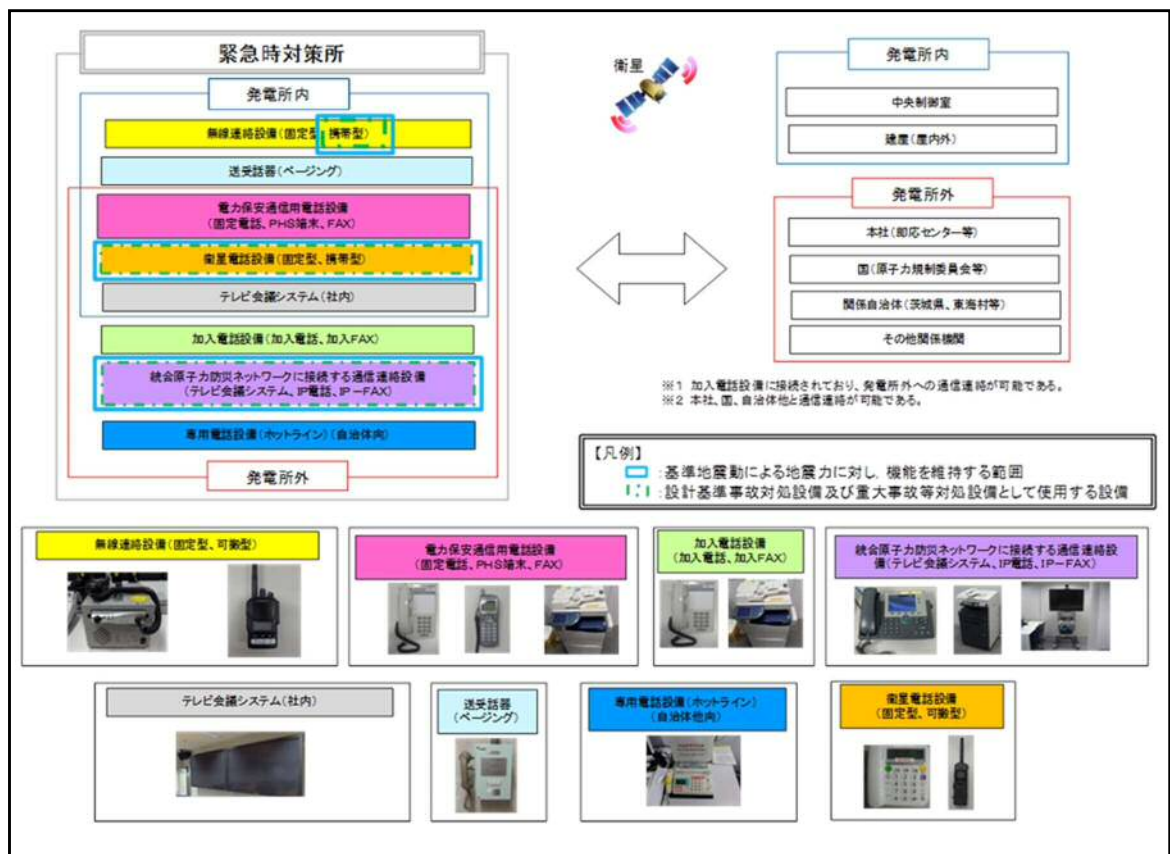 緊急時対策所
発電所内
無線連絡設備(固定型、携帯型)
送受話器(ページング)
電力保安通信用電話設備
(固定電話、PHS端末、FAX)
衛星電話設備(固定型、携帯型)
テレビ会議システム(社内)
加入電話設備(加入電話、加入FAX)
統合原子力防災ネットワークに接続する通信連絡設備
(テレビ会議システム、IP電話、IP-FAX)
専用電話設備(ホットライン)(自治体向)
発電所外
衛星
発電所内
中央制御室
建屋(屋内外)
発電所外
本社(即応センター等)
国(原子力規制委員会等)
関係自治体(茨城県、東海村等)
その他関係機関
※1 加入電話設備に接続されており、発電所外への通信連絡が可能である。
※2 本社、国、自治体他と通信連絡が可能である。
【凡例】
:基準地震動による地震力に対し、機能を維持する範囲
:設計基準事故対処設備及び重大事故等対処設備として使用する設備
無線連絡設備(固定型、可搬型)
電力保安通信用電話設備
(固定電話、PHS端末、FAX)
加入電話設備
(加入電話、加入FAX)
統合原子力防災ネットワークに接続する通信連絡設
備(テレビ会議システム、IP電話、IP-FAX)
テレビ会議システム(社内)
送受話器
(ページング)
専用電話設備(ホットライン)
(自治体他向)
衛星電話設備
(固定型、可搬型)